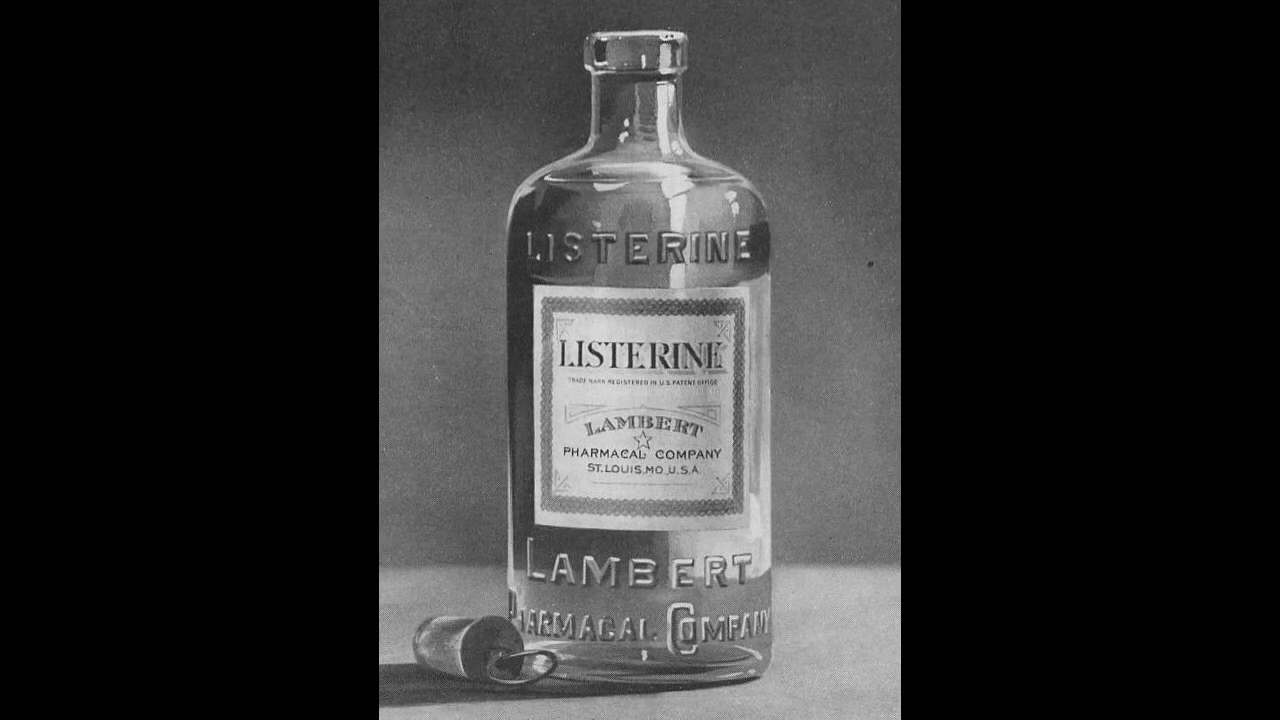 LISTERINE
LISTERINE
TRADE MARK REGISTERED IN U.S. PATENT OFFICE
LAMBERT
PHARMACAL COMPANY
ST. LOUIS, MO., U.S.A.
LAMBERT
PHARMACAL COMPANY